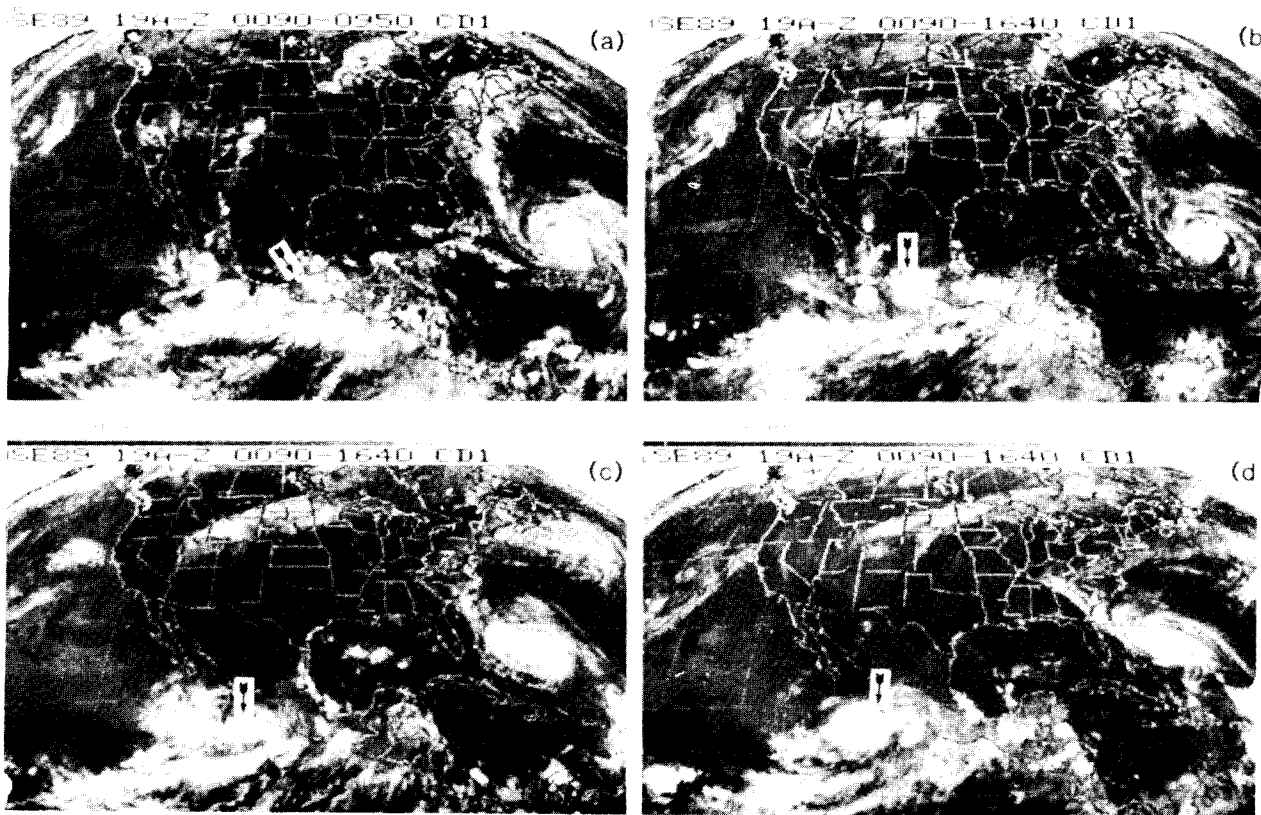 SE89 19A-Z 0090-0950 CD1
(a)
SE89 19A-Z 0090-1640 CD1
(b)
SE89 19A-Z 0090-1640 CD1
(c)
SE89 19A-Z 0090-1640 CD1
(d)